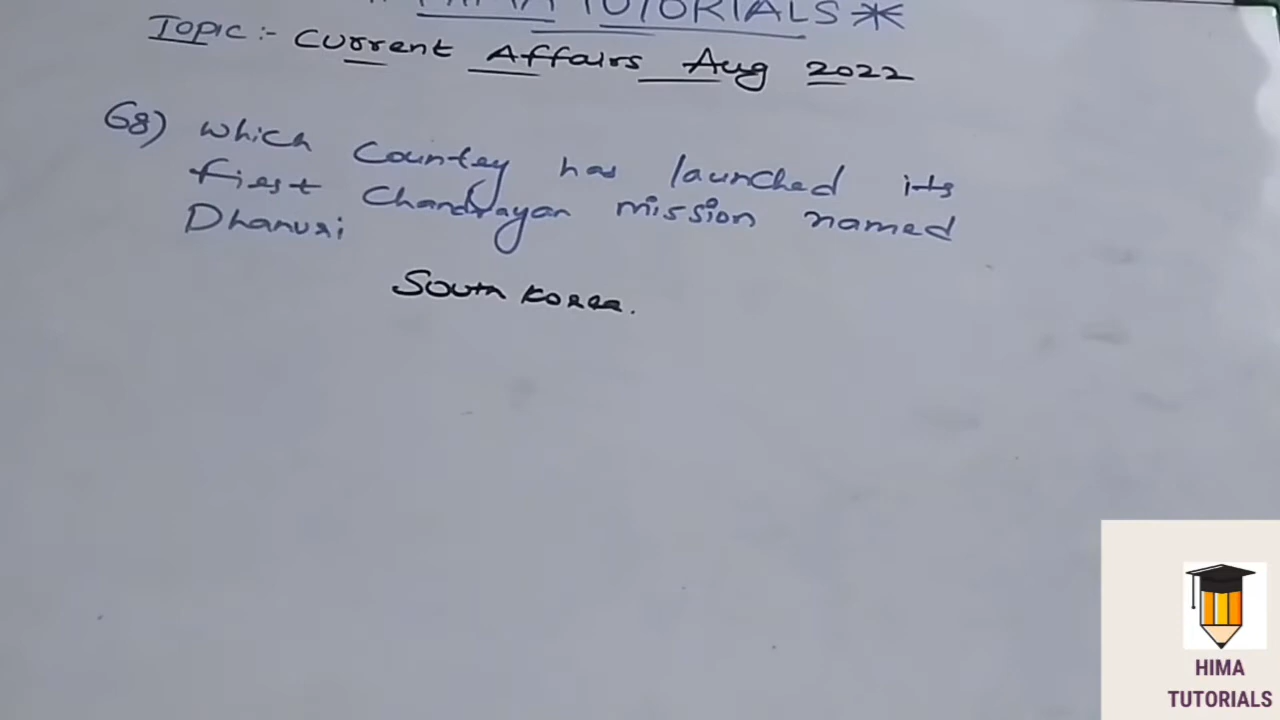 HIMA TUTORIALS *
Topic :- Current Affairs Aug 2022
68) Which Country has launched its
first Chandrayan mission named
Dhanuri
South Korea.
HIMA
TUTORIALS